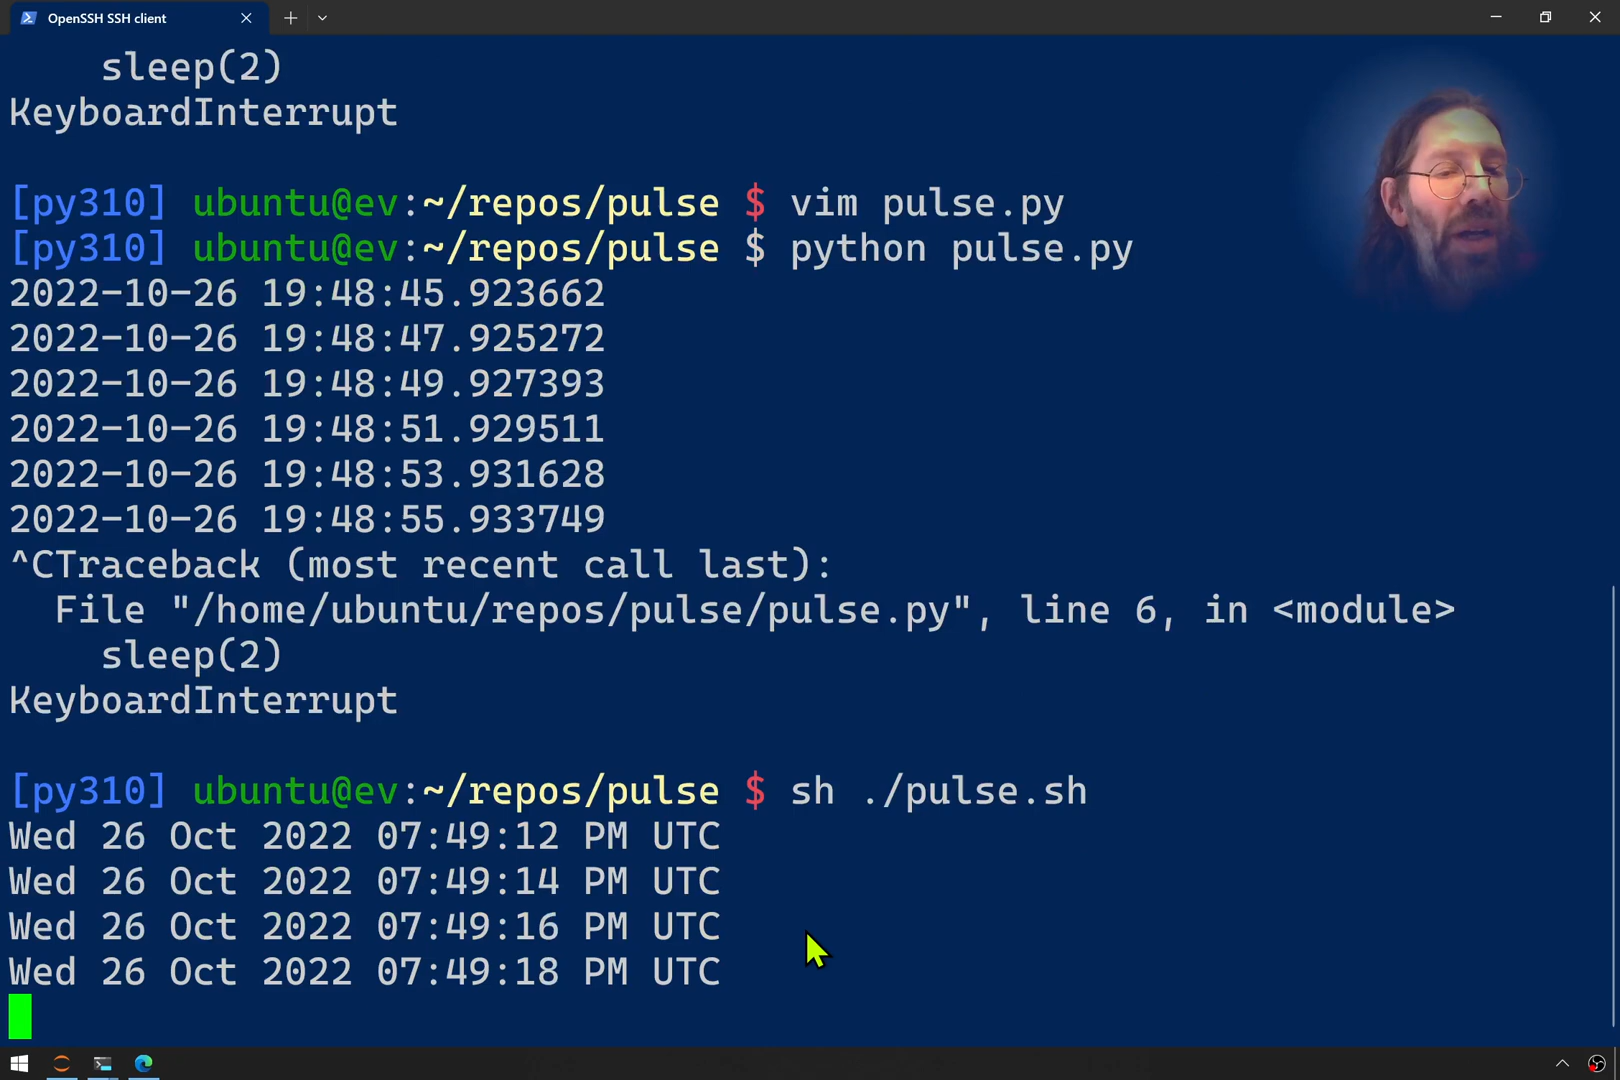 OpenSSH SSH client
sleep(2)
KeyboardInterrupt
[py310] ubuntu@ev:~/repos/pulse $ vim pulse.py
[py310] ubuntu@ev:~/repos/pulse $ python pulse.py
2022-10-26 19:48:45.923662
2022-10-26 19:48:47.925272
2022-10-26 19:48:49.927393
2022-10-26 19:48:51.929511
2022-10-26 19:48:53.931628
2022-10-26 19:48:55.933749
^CTraceback (most recent call last):
File "/home/ubuntu/repos/pulse/pulse.py", line 6, in <module>
sleep(2)
KeyboardInterrupt
[py310] ubuntu@ev:~/repos/pulse $ sh ./pulse.sh
Wed 26 Oct 2022 07:49:12 PM UTC
Wed 26 Oct 2022 07:49:14 PM UTC
Wed 26 Oct 2022 07:49:16 PM UTC
Wed 26 Oct 2022 07:49:18 PM UTC